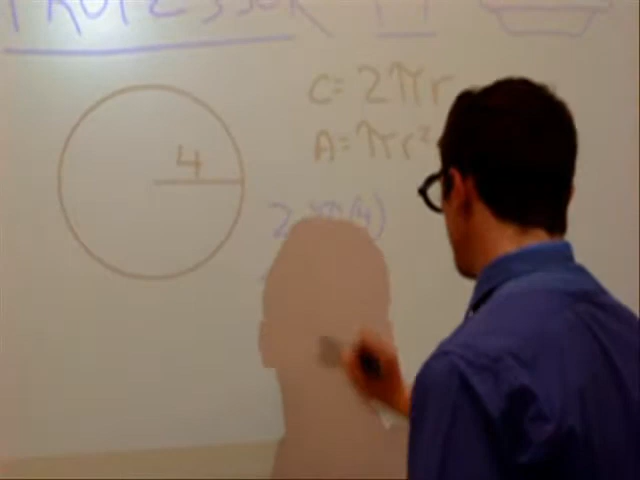 PROFESSOR
4
C=2πr
A=πr²
2π(4)